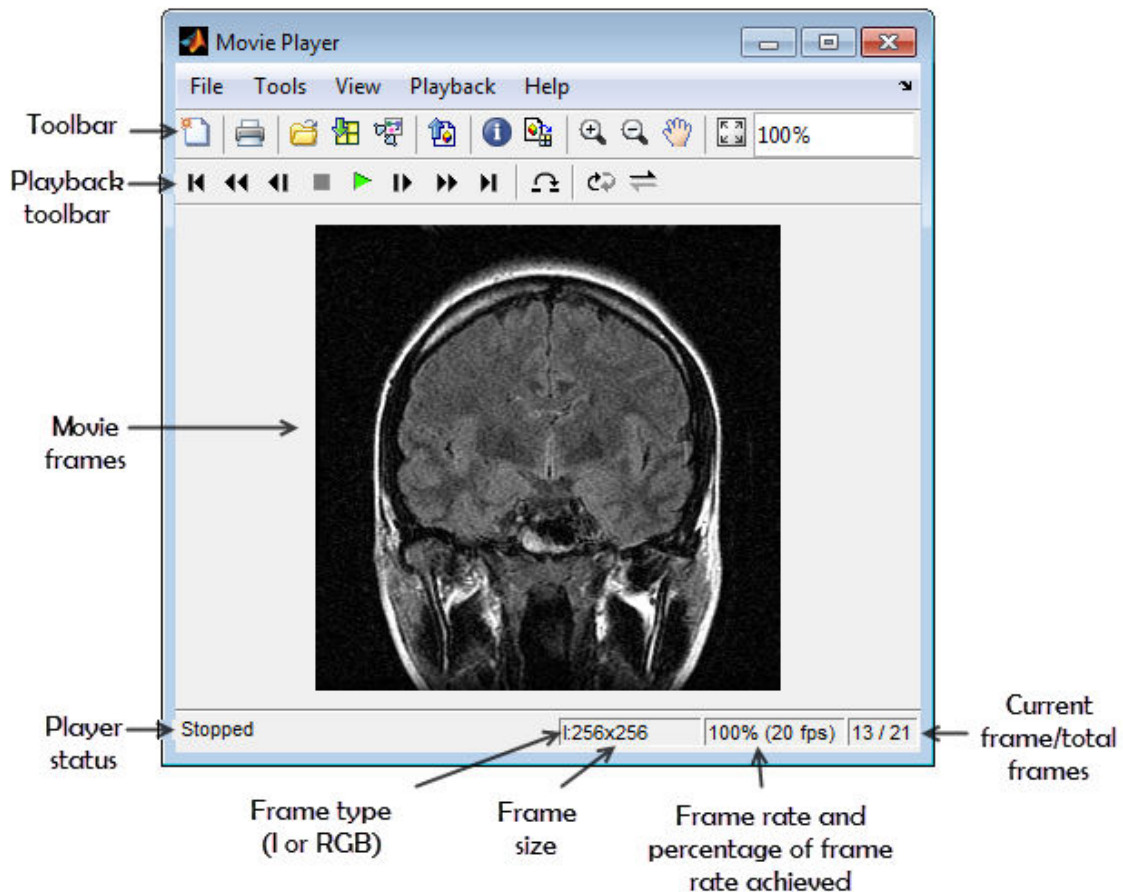 Movie Player
File Tools View Playback Help
Toolbar
100%
Playback
toolbar
Movie
frames
Player
status
Stopped
I:256x256
100% (20 fps)
13 / 21
Current
frame/total
frames
Frame type
(I or RGB)
Frame
size
Frame rate and
percentage of frame
rate achieved